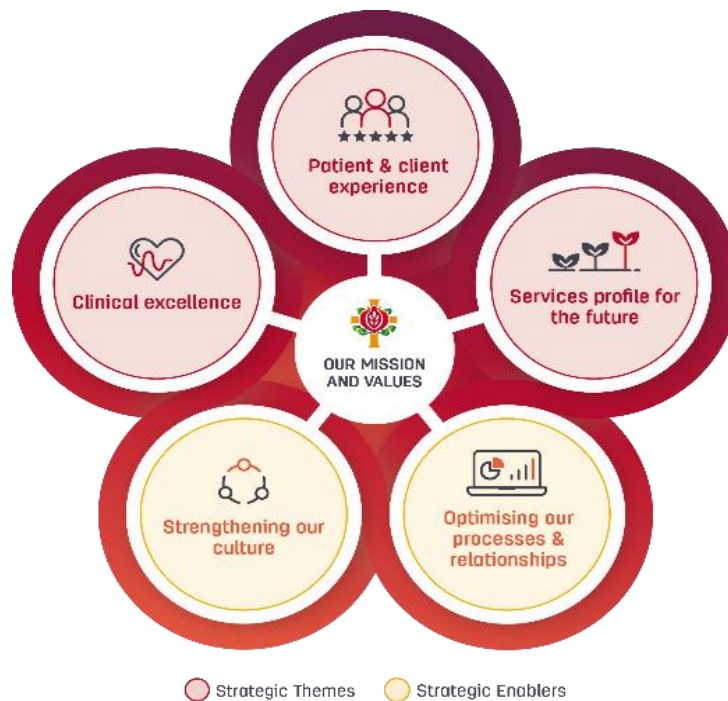 Patient & client
experience
Clinical excellence
Services profile for
the future
OUR MISSION
AND VALUES
Strengthening our
culture
Optimising our
processes &
relationships
Strategic Themes
Strategic Enablers